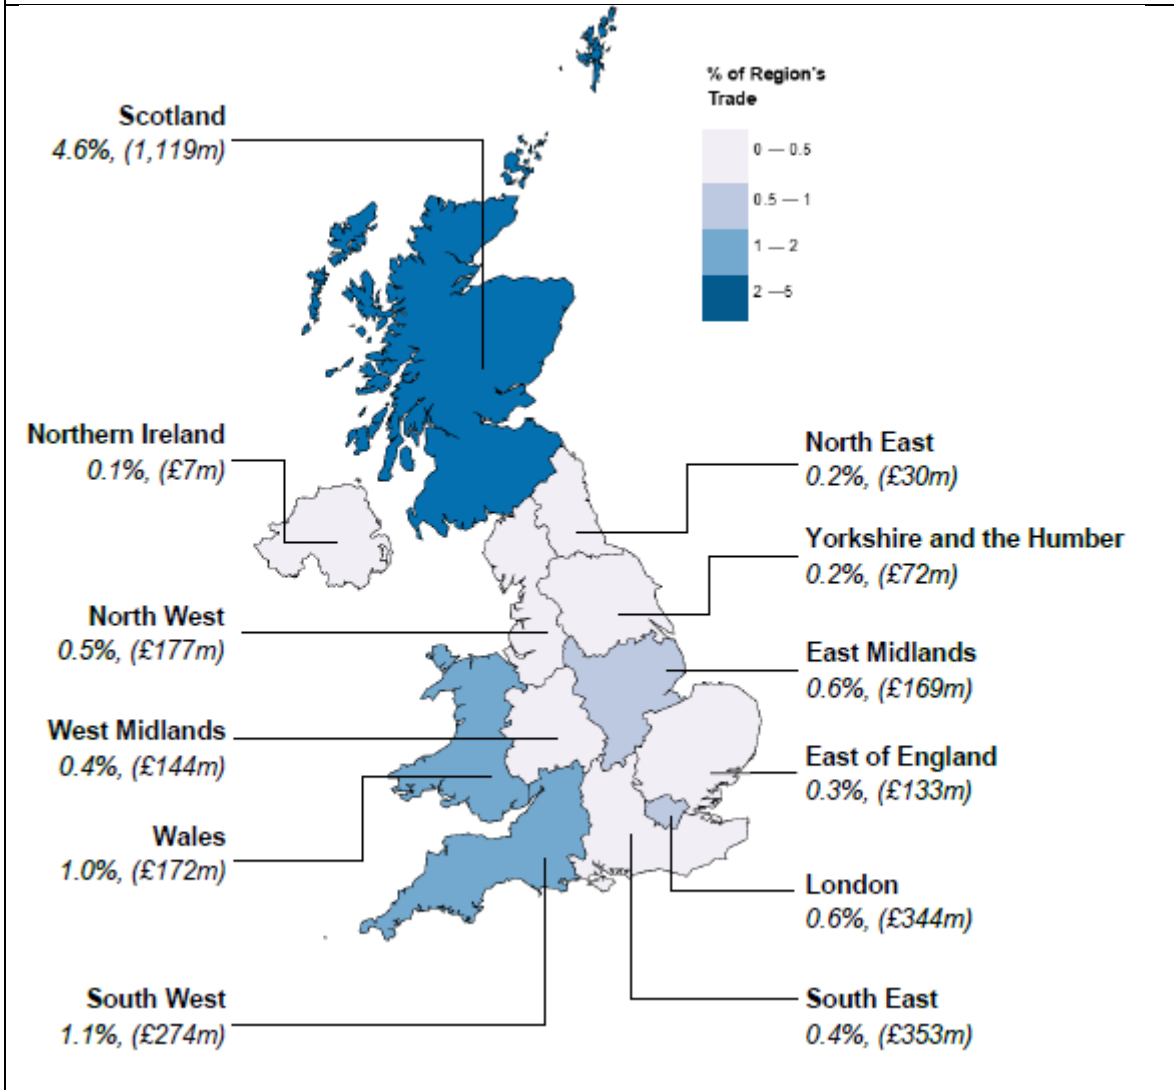 % of Region's
Trade
0 — 0.5
0.5 — 1
1 — 2
2 —5
Scotland
4.6%, (1,119m)
Northern Ireland
0.1%, (£7m)
North West
0.5%, (£177m)
West Midlands
0.4%, (£144m)
Wales
1.0%, (£172m)
South West
1.1%, (£274m)
North East
0.2%, (£30m)
Yorkshire and the Humber
0.2%, (£72m)
East Midlands
0.6%, (£169m)
East of England
0.3%, (£133m)
London
0.6%, (£344m)
South East
0.4%, (£353m)